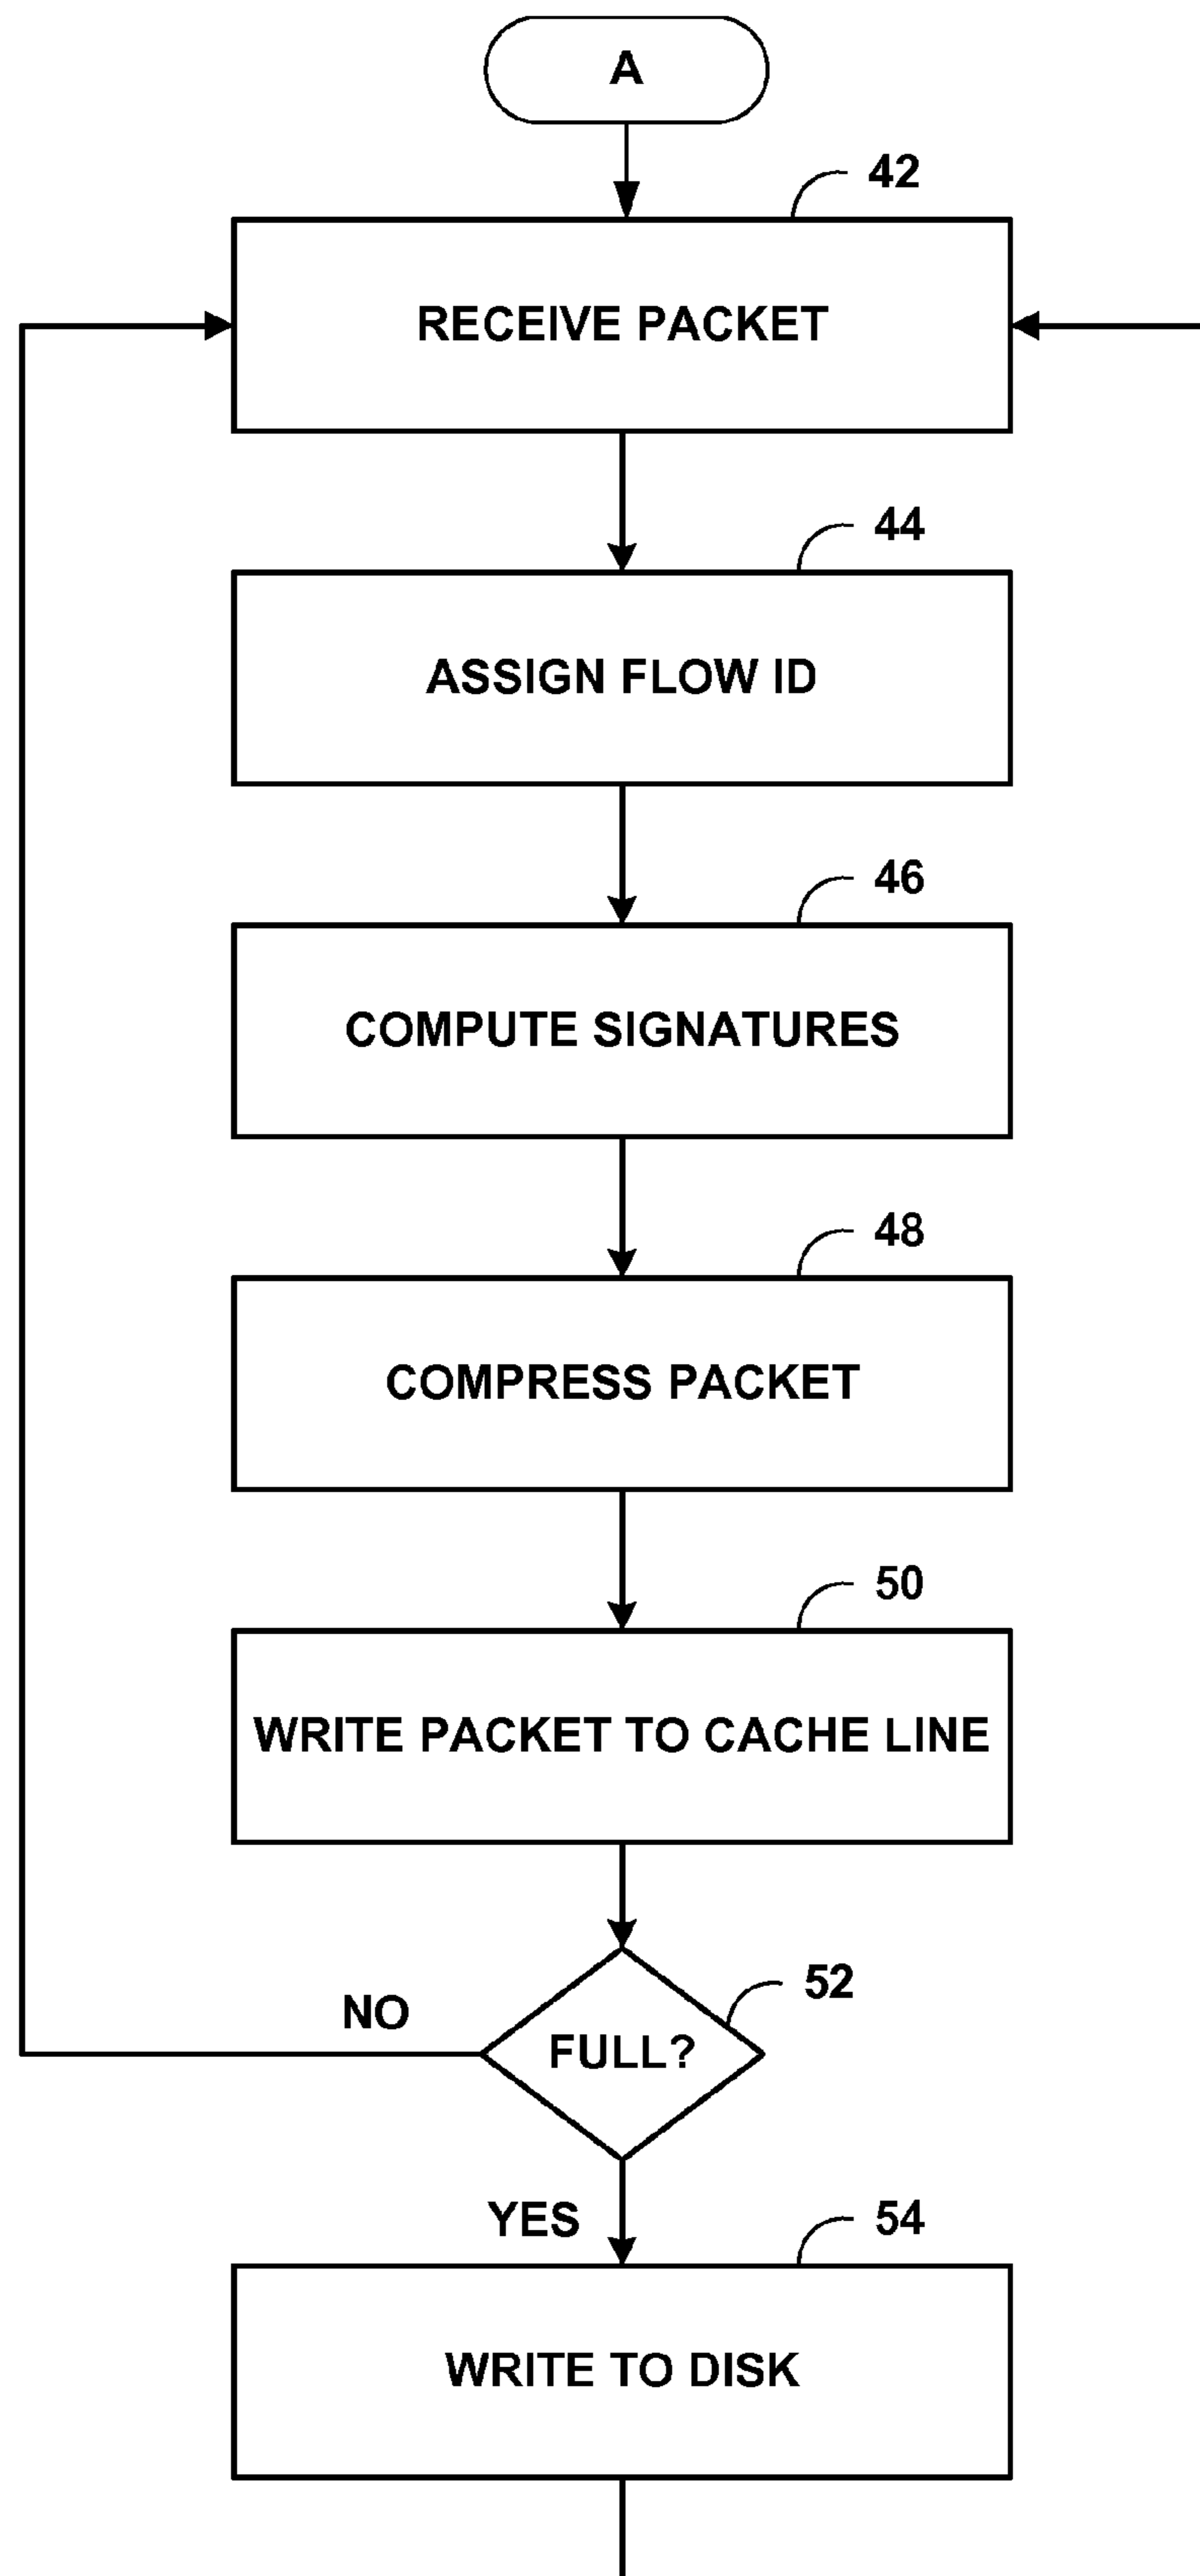 A
42
RECEIVE PACKET
44
ASSIGN FLOW ID
46
COMPUTE SIGNATURES
48
COMPRESS PACKET
50
WRITE PACKET TO CACHE LINE
52
NO
FULL?
YES
54
WRITE TO DISK